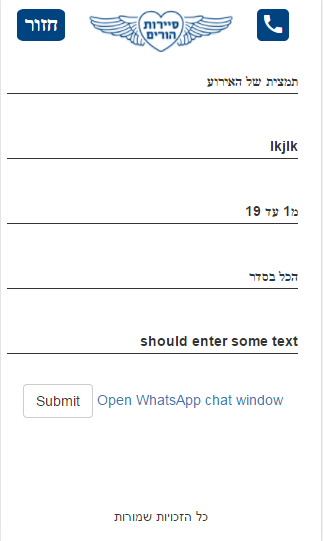 חזור
סיירות
הורים
תמצית של האירוע
lkjlk
מ1 עד 19
הכל בסדר
should enter some text
Submit Open WhatsApp chat window
כל הזכויות שמורות